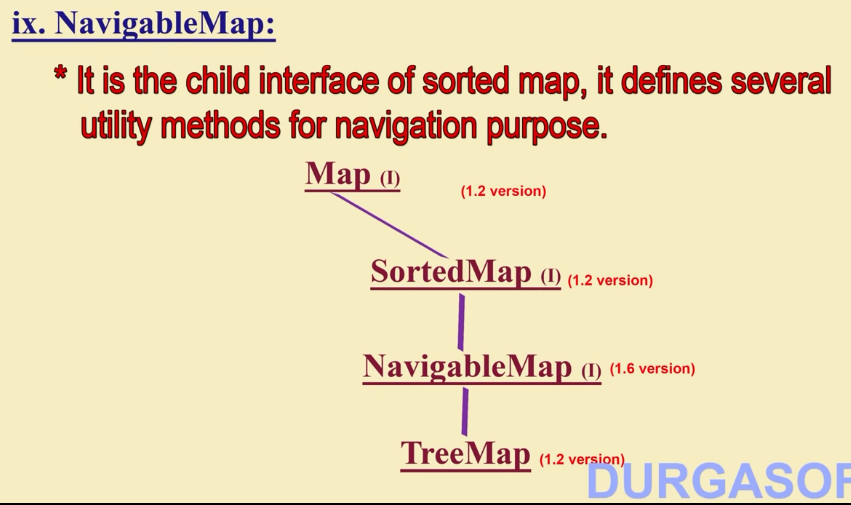 ix. NavigableMap:
* It is the child interface of sorted map, it defines several
utility methods for navigation purpose.
Map (I) (1.2 version)
SortedMap (I) (1.2 version)
NavigableMap (I) (1.6 version)
TreeMap (1.2 version)
DURGASOF